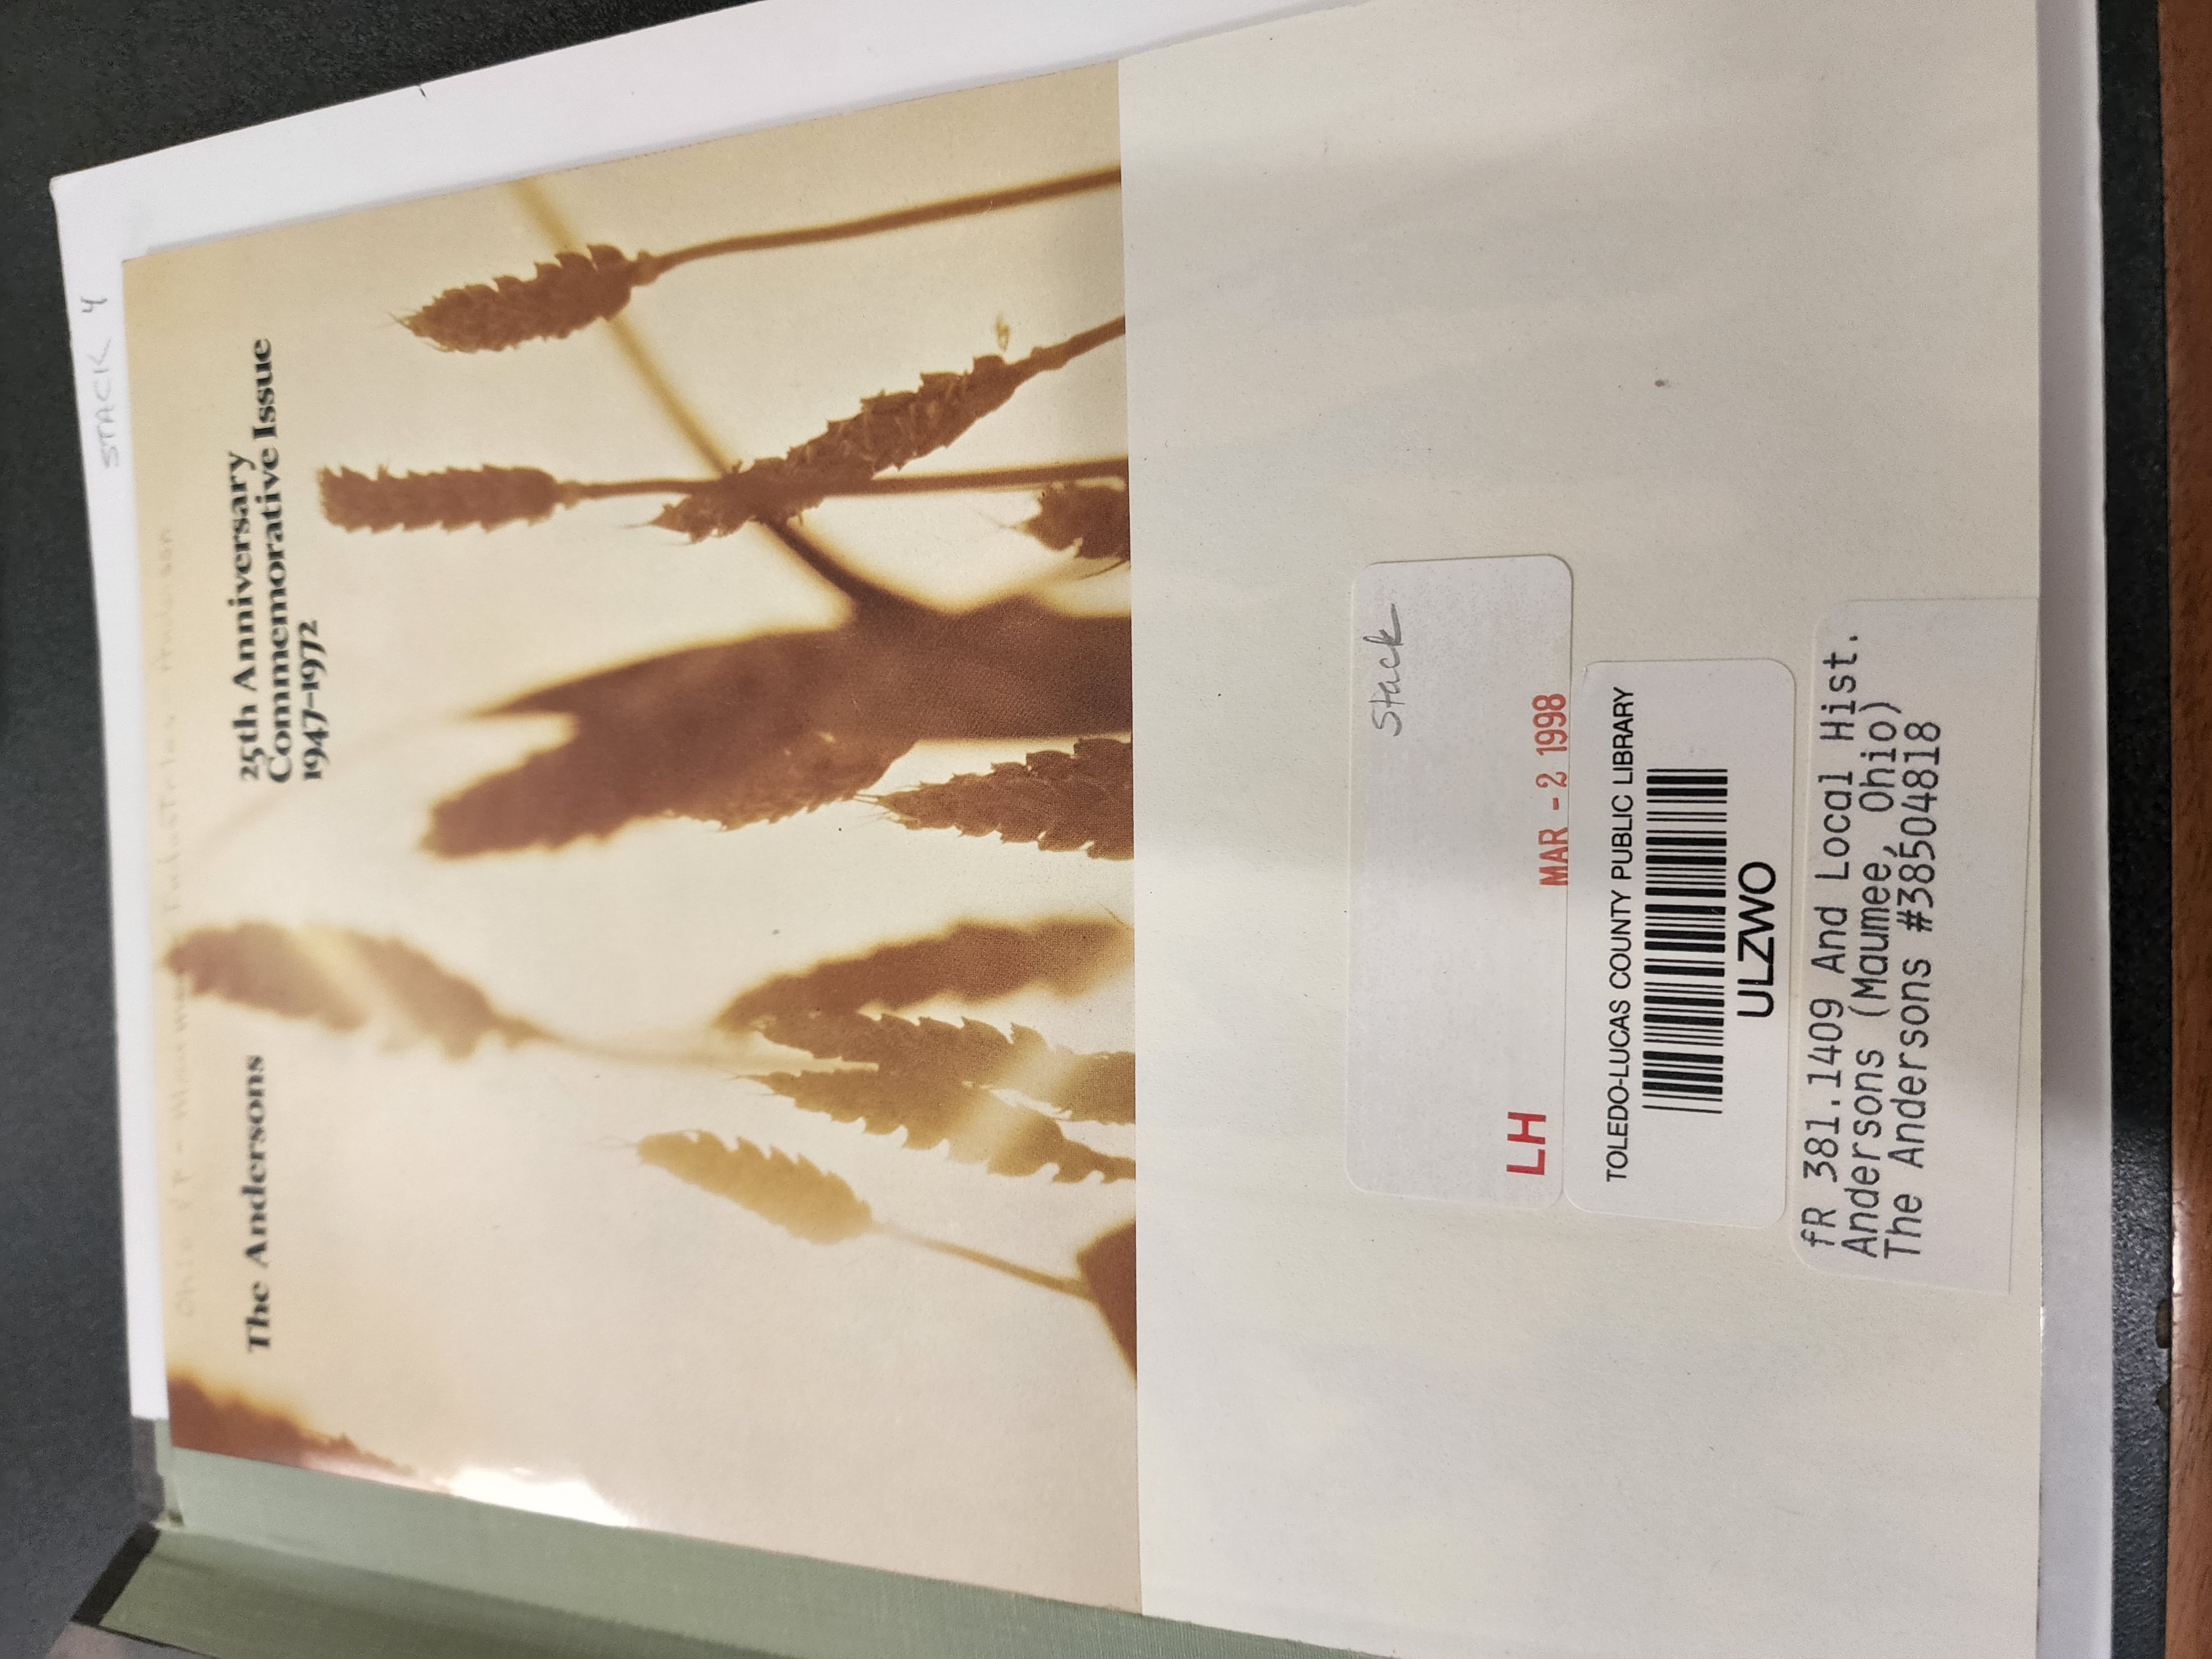 STACK 4
The Andersons
25th Anniversary
Commemorative Issue
1947–1972
Stack
LH MAR - 2 1998
TOLEDO-LUCAS COUNTY PUBLIC LIBRARY
ULZWO
fR 381.1409 And Local Hist.
Andersons (Maumee, Ohio)
The Andersons #38504818